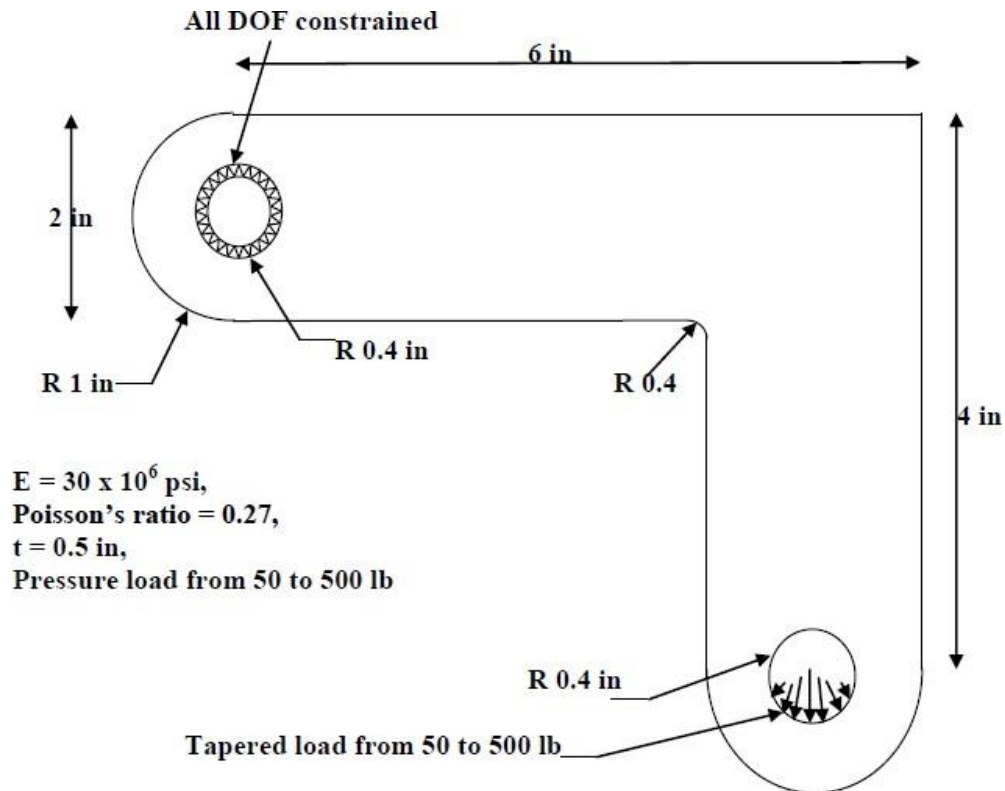 All DOF constrained
6 in
2 in
R 0.4 in
R 1 in
R 0.4
4 in
E = 30 x 10⁶ psi,
Poisson's ratio = 0.27,
t = 0.5 in,
Pressure load from 50 to 500 lb
R 0.4 in
Tapered load from 50 to 500 lb